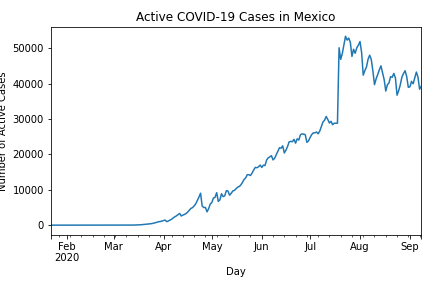 Active COVID-19 Cases in Mexico
Number of Active Cases
50000
40000
30000
20000
10000
0
Feb Mar Apr May Jun Jul Aug Sep
2020
Day